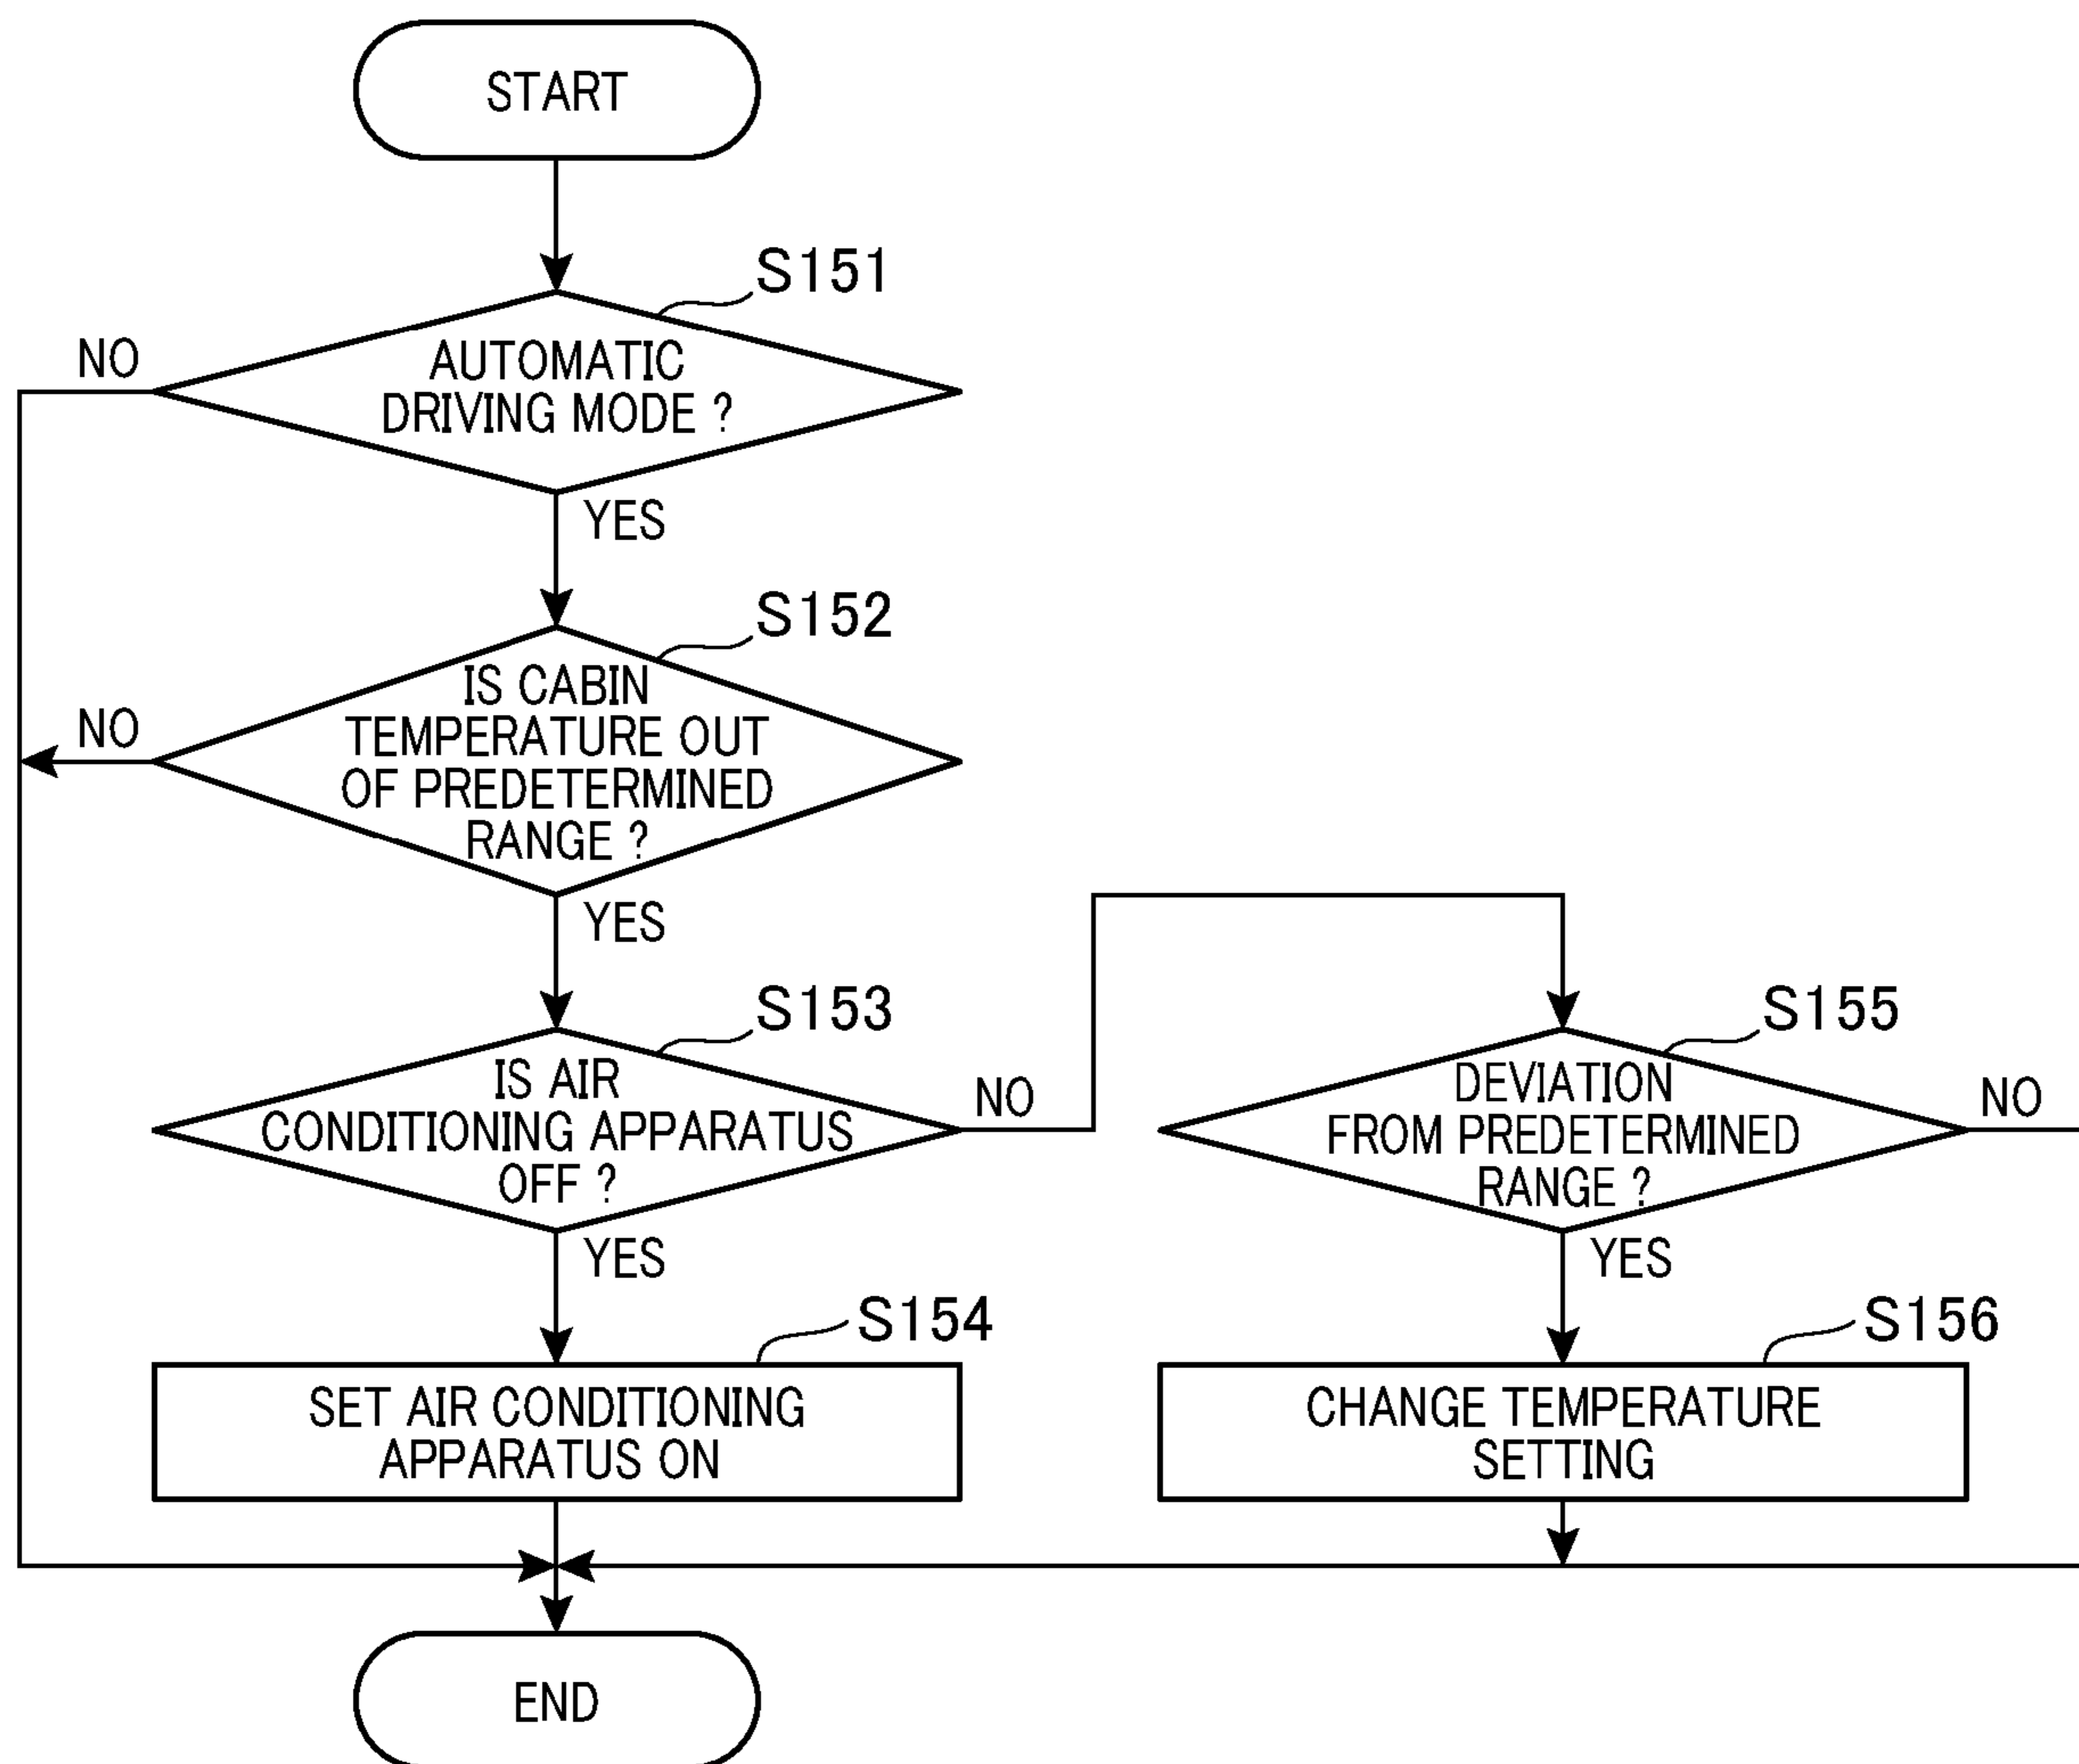 START
S151
NO
AUTOMATIC
DRIVING MODE ?
YES
S152
NO
IS CABIN
TEMPERATURE OUT
OF PREDETERMINED
RANGE ?
YES
S153
IS AIR
CONDITIONING APPARATUS
OFF ?
NO
YES
S155
DEVIATION
FROM PREDETERMINED
RANGE ?
NO
YES
S154
SET AIR CONDITIONING
APPARATUS ON
S156
CHANGE TEMPERATURE
SETTING
END